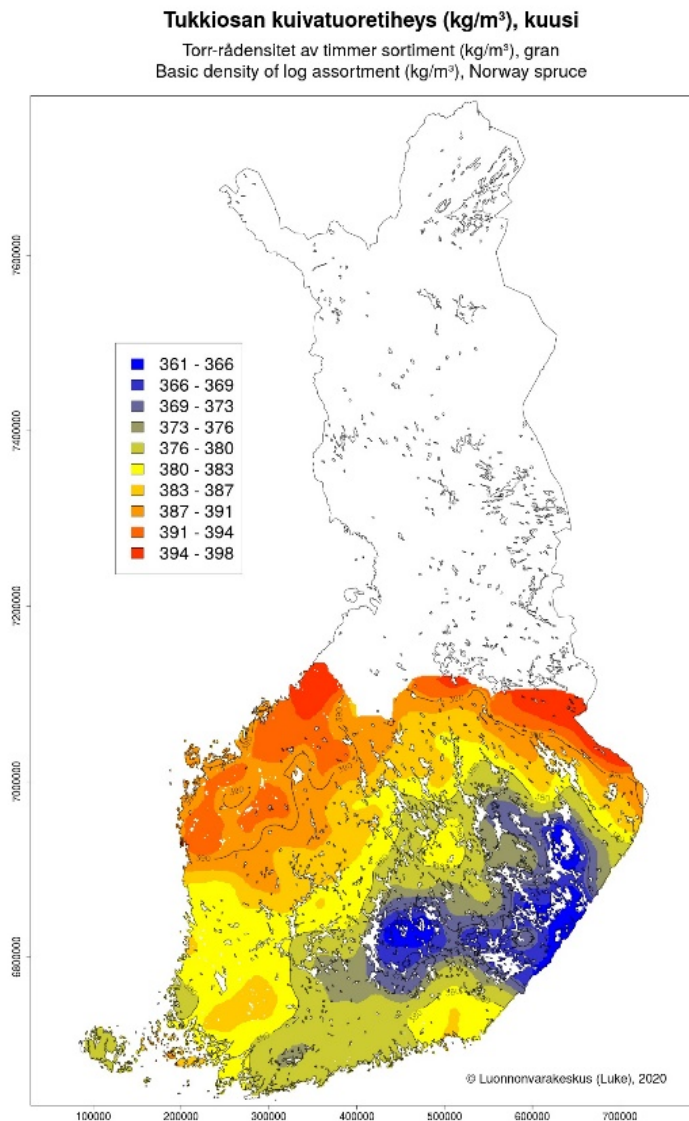 Tukkiosan kuivatuoretiheys (kg/m³), kuusi
Torr-rådensitet av timmer sortiment (kg/m³), gran
Basic density of log assortment (kg/m³), Norway spruce
7600000
7400000
7200000
7000000
6800000
361 - 366
366 - 369
369 - 373
373 - 376
376 - 380
380 - 383
383 - 387
387 - 391
391 - 394
394 - 398
© Luonnonvarakeskus (Luke), 2020
100000 200000 300000 400000 500000 600000 700000